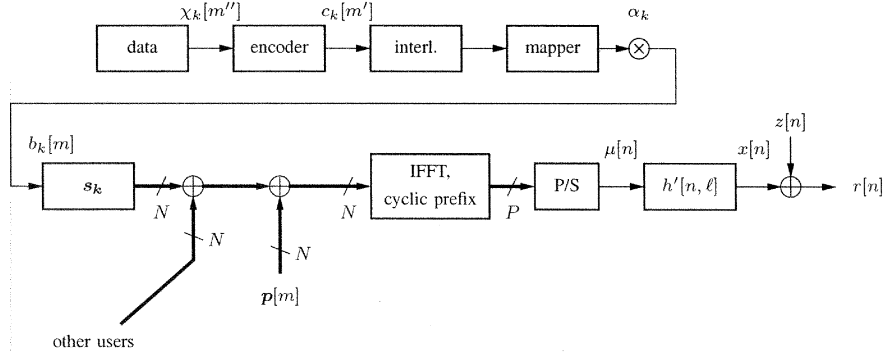 χ_k[m''] c_k[m'] α_k
data encoder interl. mapper ×
z[n]
b_k[m] μ[n] x[n]
s_k N N IFFT, cyclic prefix P P/S h'[n, ℓ] r[n]
N N
p[m]
other users